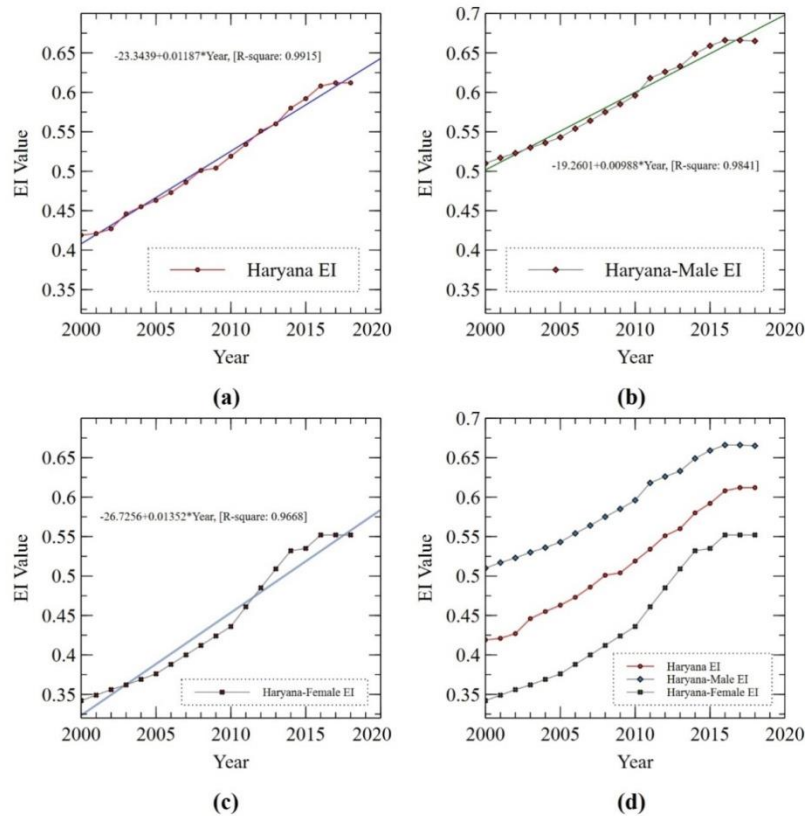 -23.3439+0.01187*Year, [R-square: 0.9915]
0.65
0.6
0.55
0.5
0.45
0.4
0.35
EI Value
Haryana EI
2000 2005 2010 2015 2020
Year
(a)
0.7
0.65
0.6
0.55
0.5
0.45
0.4
0.35
EI Value
-19.2601+0.00988*Year, [R-square: 0.9841]
Haryana-Male EI
2000 2005 2010 2015 2020
Year
(b)
0.65
0.6
0.55
0.5
0.45
0.4
0.35
EI Value
-26.7256+0.01352*Year, [R-square: 0.9668]
Haryana-Female EI
2000 2005 2010 2015 2020
Year
(c)
0.7
0.65
0.6
0.55
0.5
0.45
0.4
0.35
EI Value
Haryana EI
Haryana-Male EI
Haryana-Female EI
2000 2005 2010 2015 2020
Year
(d)